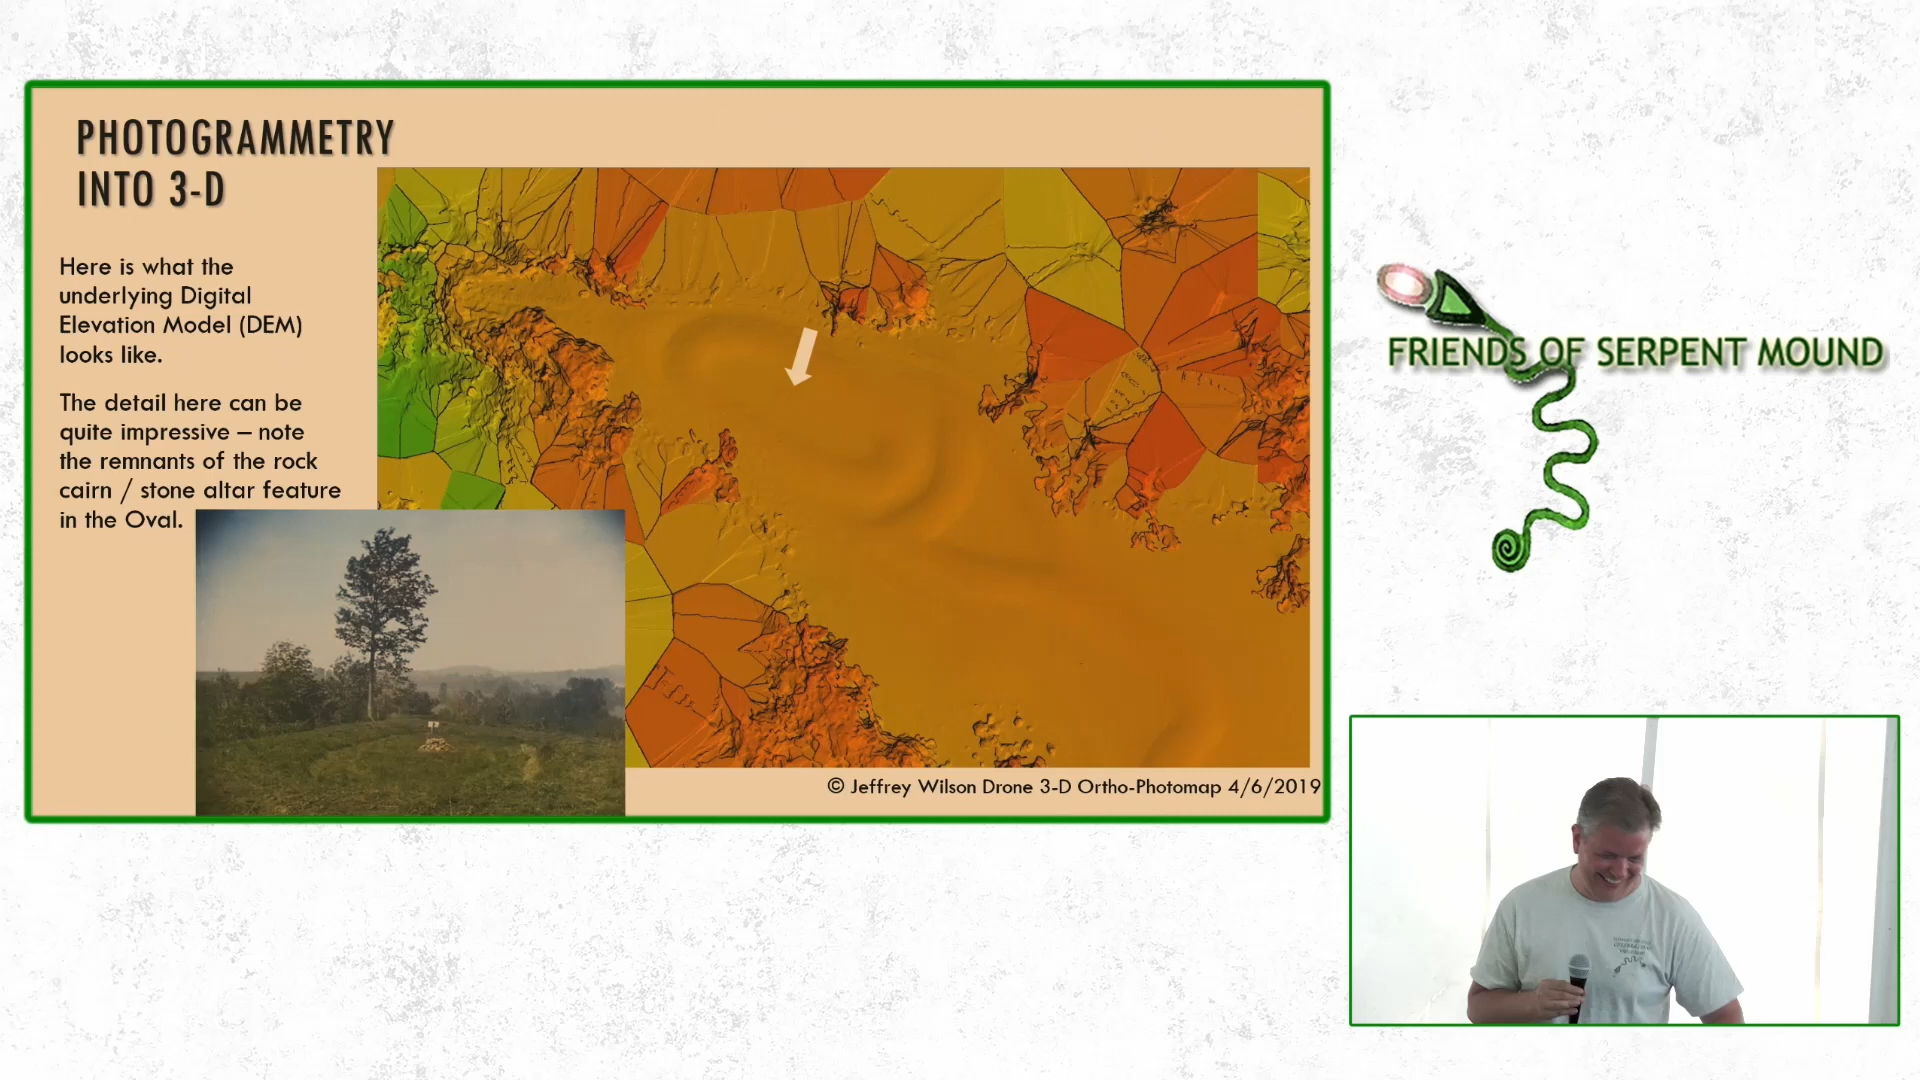 PHOTOGRAMMETRY
INTO 3-D
Here is what the
underlying Digital
Elevation Model (DEM)
looks like.
The detail here can be
quite impressive – note
the remnants of the rock
cairn / stone altar feature
in the Oval.
© Jeffrey Wilson Drone 3-D Ortho-Photomap 4/6/2019
FRIENDS OF SERPENT MOUND